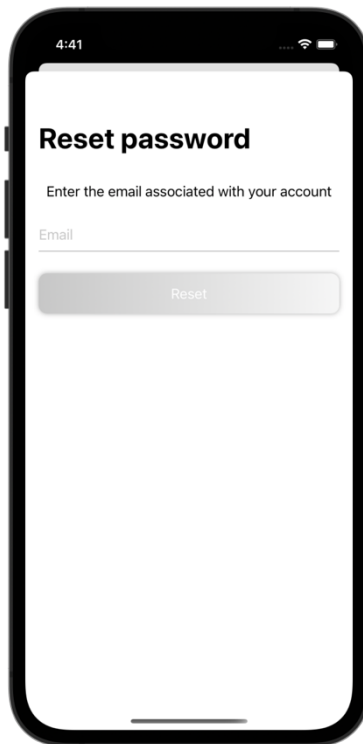 4:41
Reset password
Enter the email associated with your account
Email
Reset